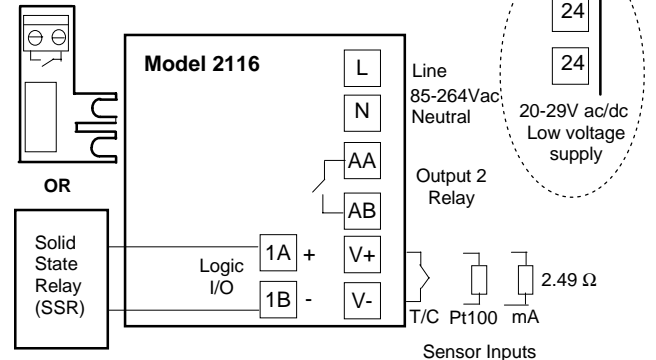 Model 2116
L
Line
85-264Vac
N
Neutral
24
24
20-29V ac/dc
Low voltage
supply
OR
AA
AB
Output 2
Relay
Solid
State
Relay
(SSR)
Logic
I/O
1A +
1B -
V+
V-
T/C Pt100 mA
2.49 Ω
Sensor Inputs